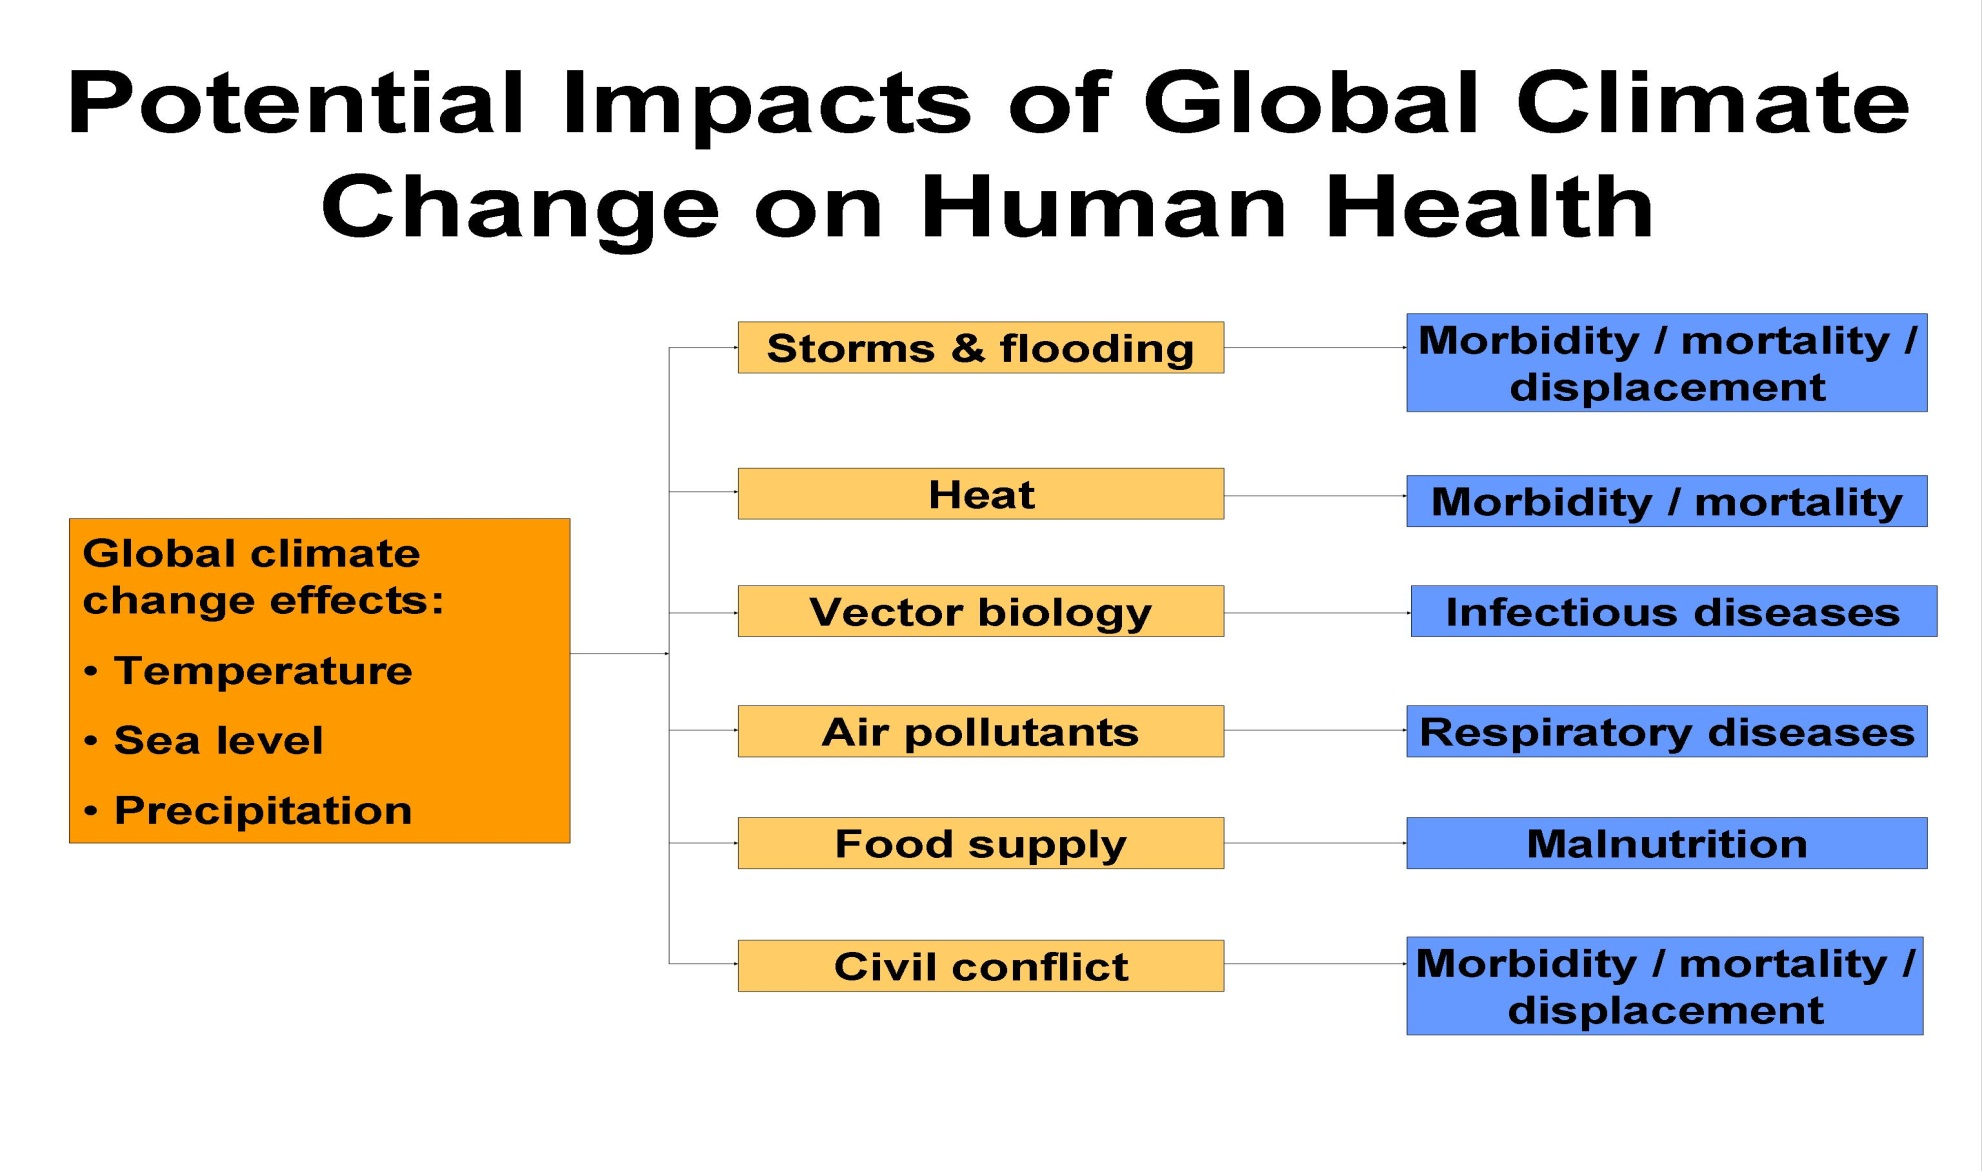 Potential Impacts of Global Climate
Change on Human Health
Global climate
change effects:
• Temperature
• Sea level
• Precipitation
Storms & flooding
Morbidity / mortality /
displacement
Heat
Morbidity / mortality
Vector biology
Infectious diseases
Air pollutants
Respiratory diseases
Food supply
Malnutrition
Civil conflict
Morbidity / mortality /
displacement